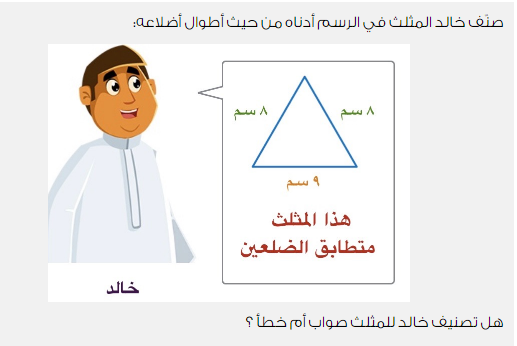 صنّف خالد المثلث في الرسم أدناه من حيث أطوال أضلاعه:
٨ سم
٨ سم
٩ سم
هذا المثلث
متطابق الضلعين
خالد
هل تصنيف خالد للمثلث صواب أم خطأ ؟